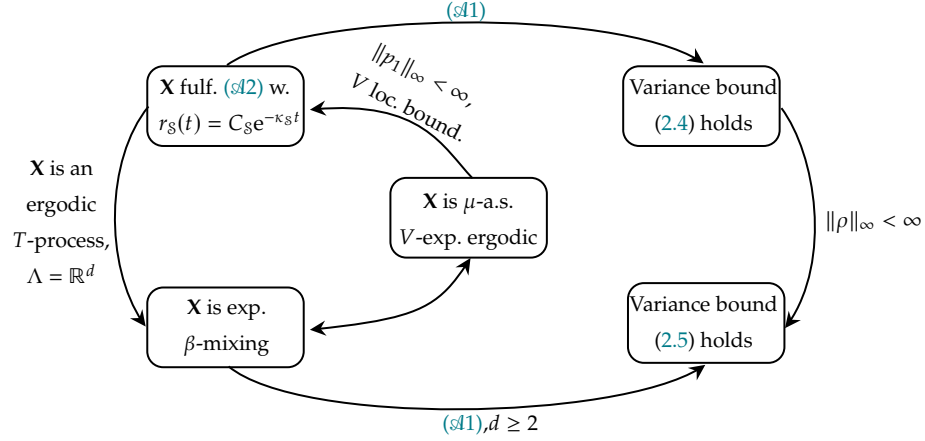 (𝒜1)
‖p₁‖∞ < ∞,
V loc. bound.
X fulf. (𝒜2) w.
r_𝒮(t) = C_𝒮e^{−κ_𝒮t}
Variance bound
(2.4) holds
X is an
ergodic
T-process,
Λ = ℝ^d
X is μ-a.s.
V-exp. ergodic
‖ρ‖∞ < ∞
X is exp.
β-mixing
Variance bound
(2.5) holds
(𝒜1),d ≥ 2